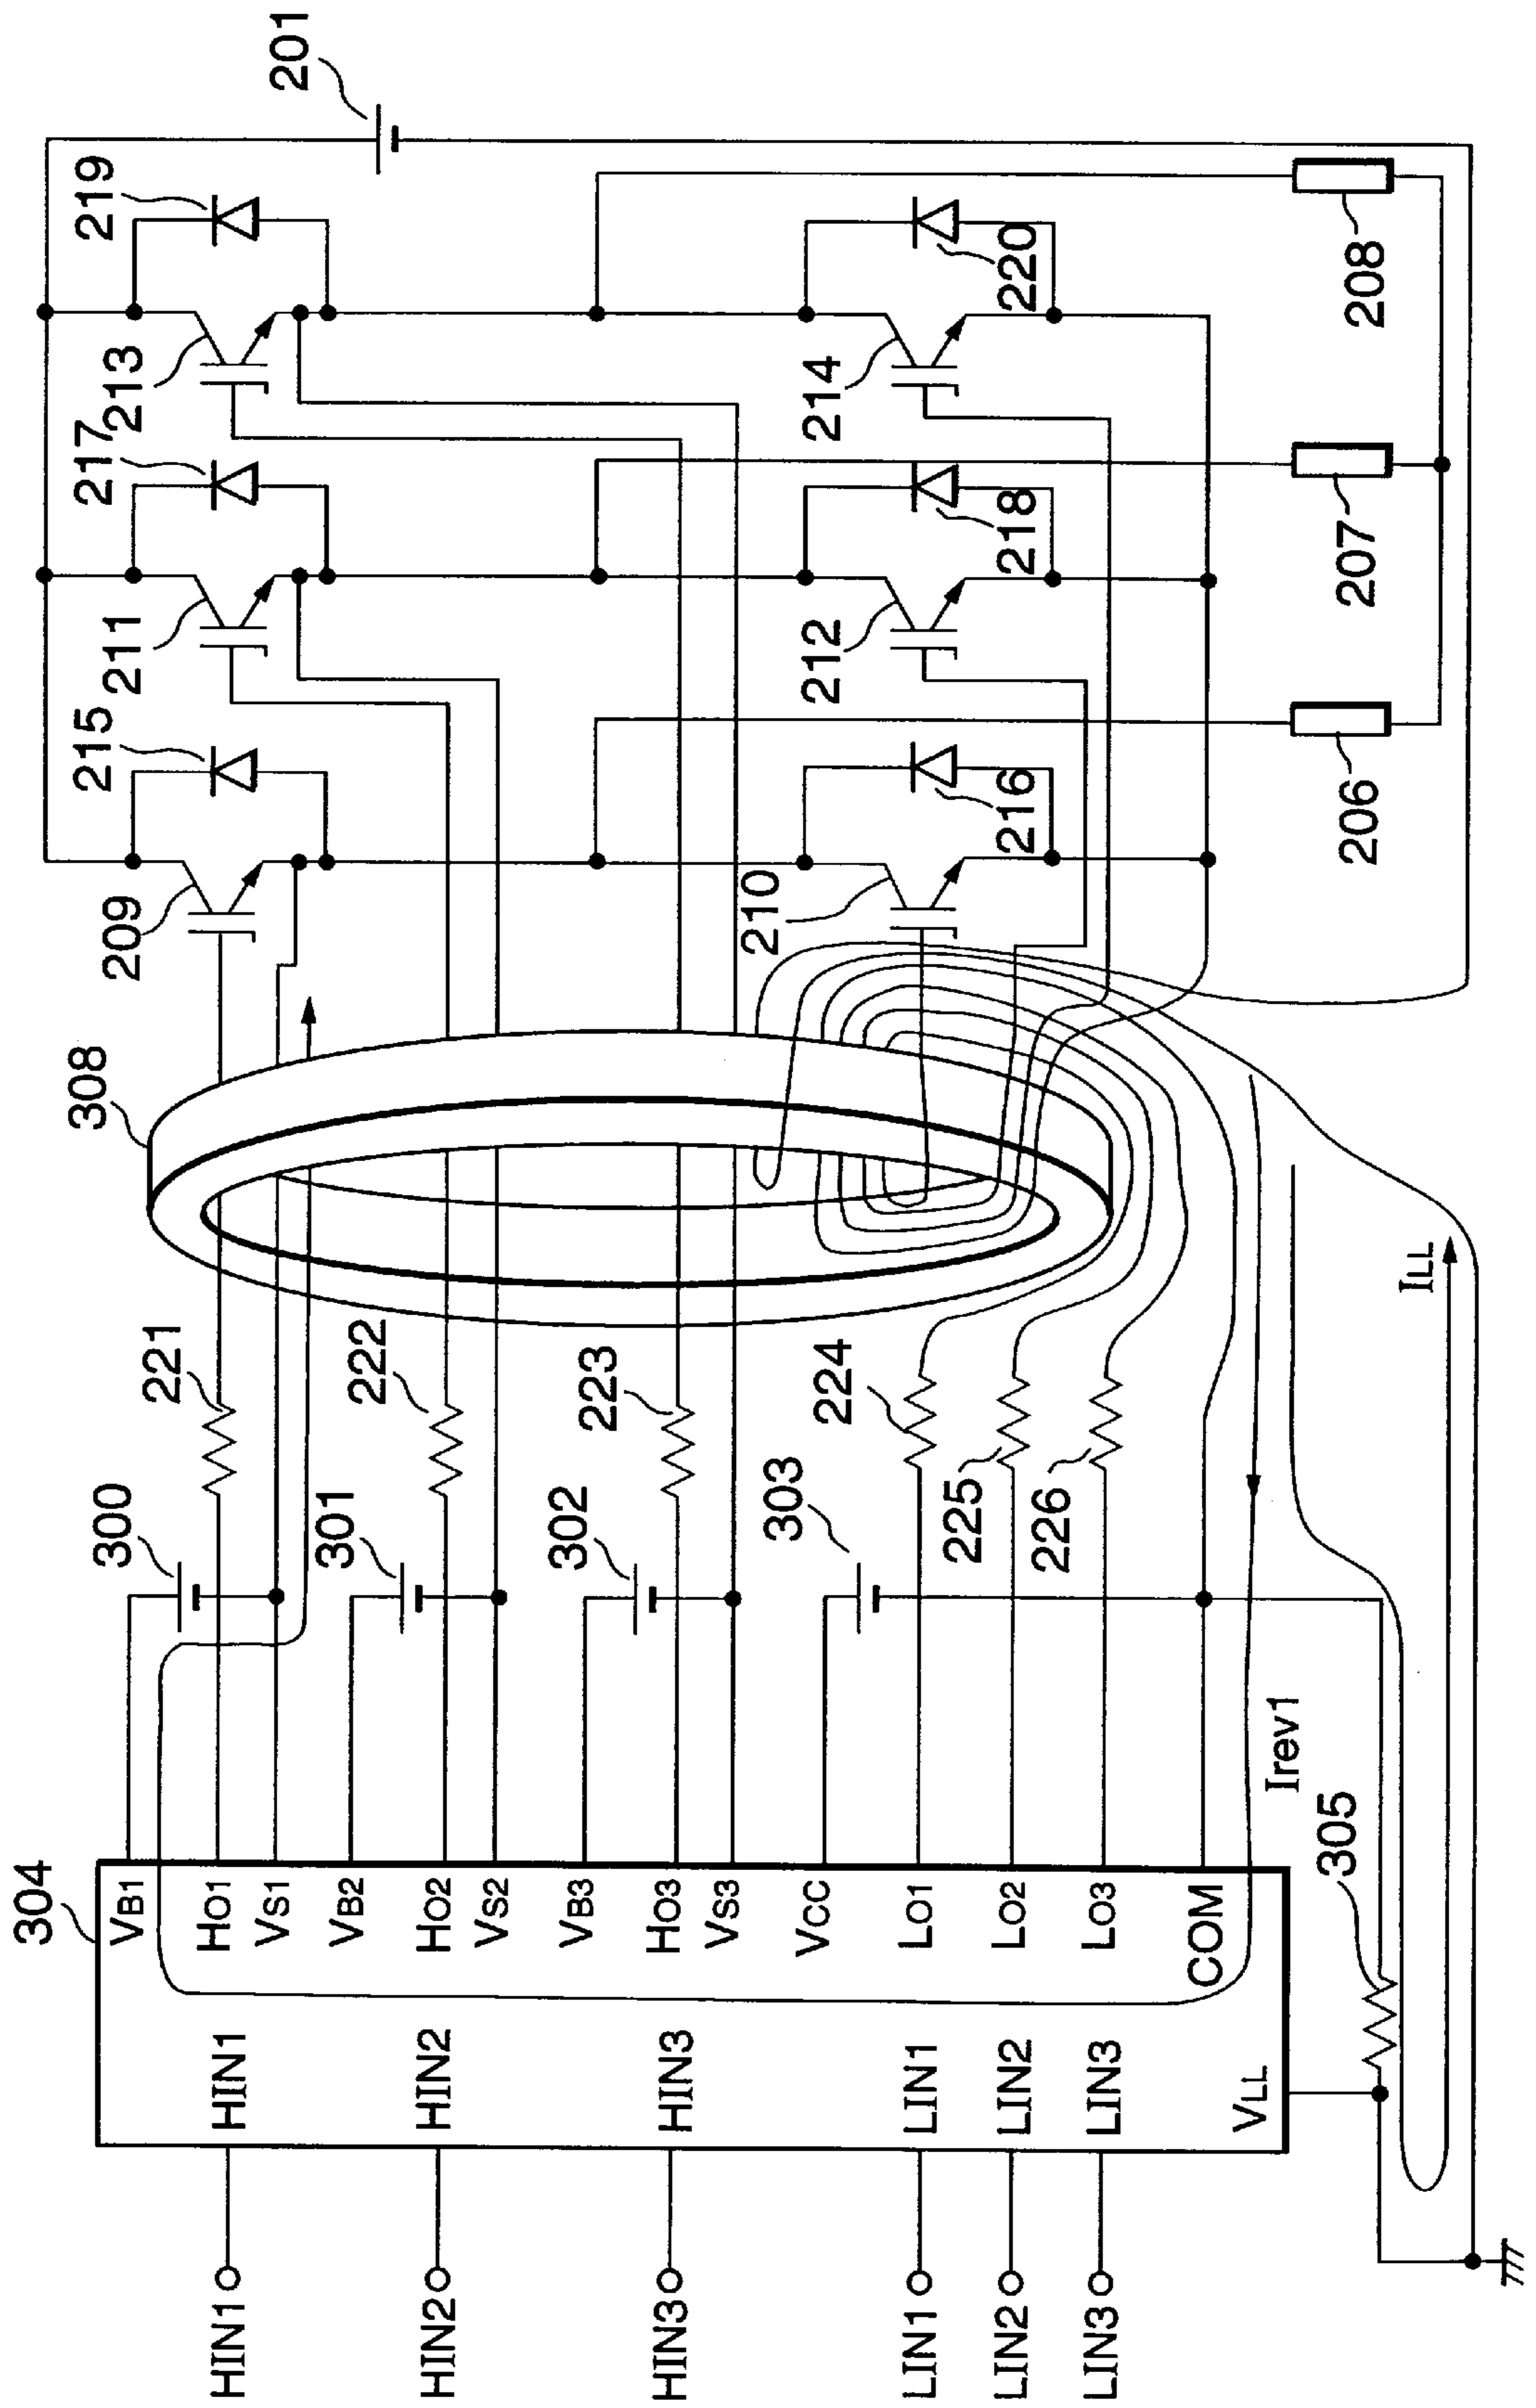 201
219
217
215
213
211
209
220
218
216
214
212
210
208
207
206
308
221
222
223
224
225
226
300
301
302
303
304
VB1
HO1
VS1
VB2
HO2
VS2
VB3
HO3
VS3
VCC
LO1
LO2
LO3
COM
HIN1
HIN2
HIN3
LIN1
LIN2
LIN3
VLL
Irev1
ILL
305
HIN1
HIN2
HIN3
LIN1
LIN2
LIN3